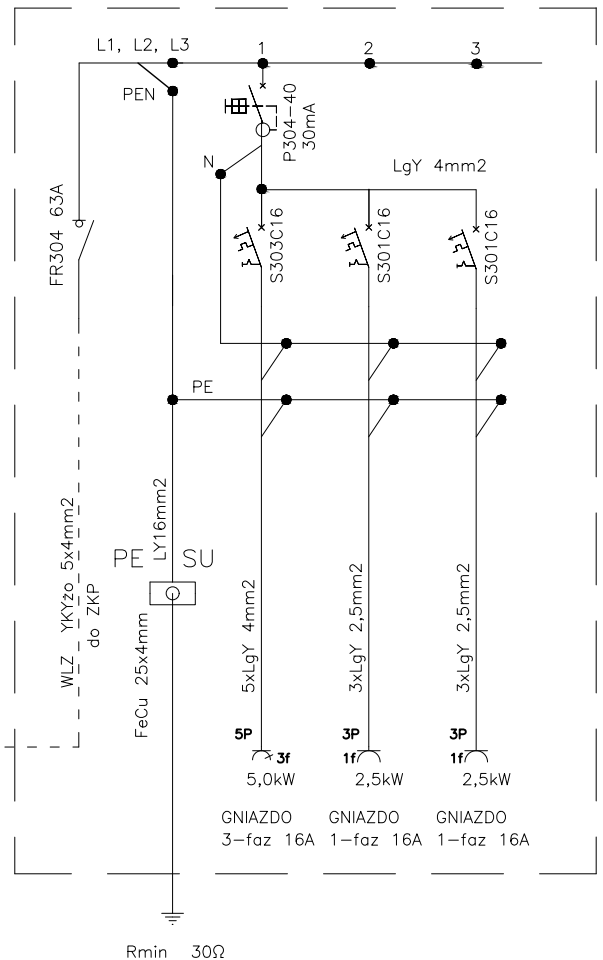 L1, L2, L3
1
2
3
PEN
P304-40
30mA
N
LgY 4mm2
FR304 63A
S303C16
S301C16
S301C16
PE
LY16mm2
PE SU
WLZ YKYżo 5x4mm2
do ZKP
FeCu 25x4mm
5xLgY 4mm2
3xLgY 2,5mm2
3xLgY 2,5mm2
5P
3f
5,0kW
3P
1f
2,5kW
3P
1f
2,5kW
GNIAZDO
3-faz 16A
GNIAZDO
1-faz 16A
GNIAZDO
1-faz 16A
Rmin 30Ω